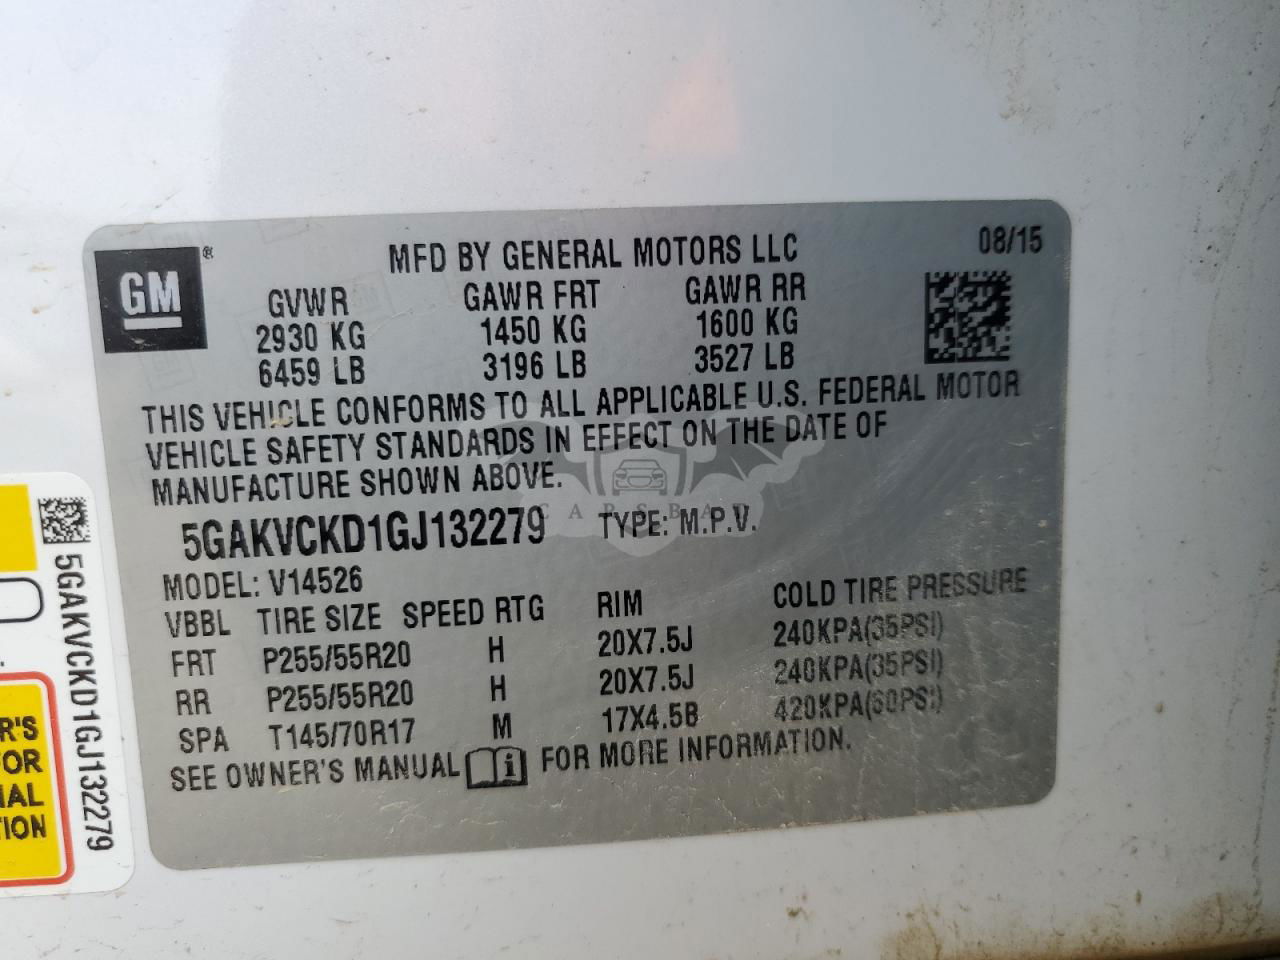 GM
®
MFD BY GENERAL MOTORS LLC
08/15
GVWR GAWR FRT GAWR RR
2930 KG 1450 KG 1600 KG
6459 LB 3196 LB 3527 LB
THIS VEHICLE CONFORMS TO ALL APPLICABLE U.S. FEDERAL MOTOR
VEHICLE SAFETY STANDARDS IN EFFECT ON THE DATE OF
MANUFACTURE SHOWN ABOVE.
CARSBAT
5GAKVCKD1GJ132279 TYPE: M.P.V.
MODEL: V14526
VBBL TIRE SIZE SPEED RTG RIM COLD TIRE PRESSURE
FRT P255/55R20 H 20X7.5J 240KPA(35PSI)
RR P255/55R20 H 20X7.5J 240KPA(35PSI)
SPA T145/70R17 M 17X4.5B 420KPA(60PSI)
SEE OWNER'S MANUAL i FOR MORE INFORMATION.
5GAKVCKD1GJ132279
R'S
OR
IAL
TION